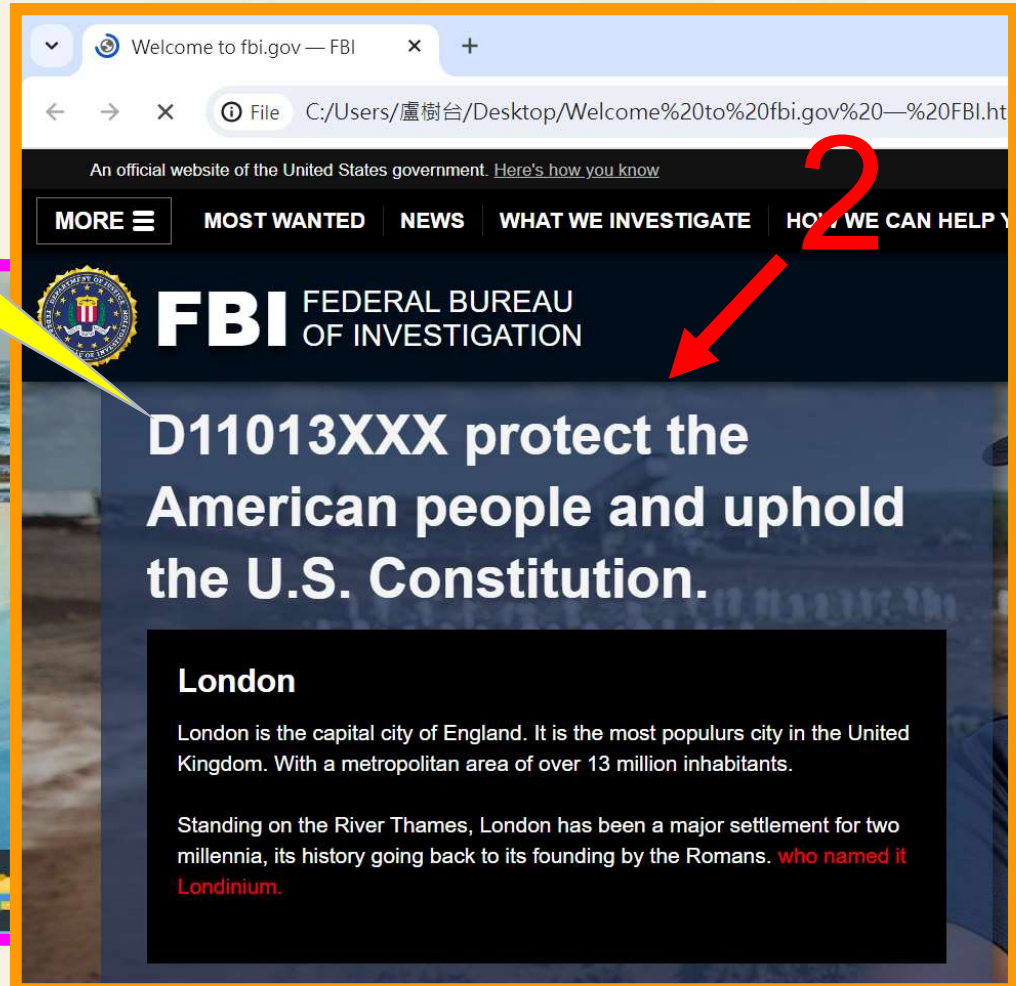 Welcome to fbi.gov — FBI
File C:/Users/盧樹台/Desktop/Welcome%20to%20fbi.gov%20—%20FBI.ht
An official website of the United States government. Here's how you know
2
MORE MOST WANTED NEWS WHAT WE INVESTIGATE HOW WE CAN HELP Y
FBI FEDERAL BUREAU
OF INVESTIGATION
D11013XXX protect the
American people and uphold
the U.S. Constitution.
London
London is the capital city of England. It is the most populurs city in the United
Kingdom. With a metropolitan area of over 13 million inhabitants.
Standing on the River Thames, London has been a major settlement for two
millennia, its history going back to its founding by the Romans. who named it
Londinium.